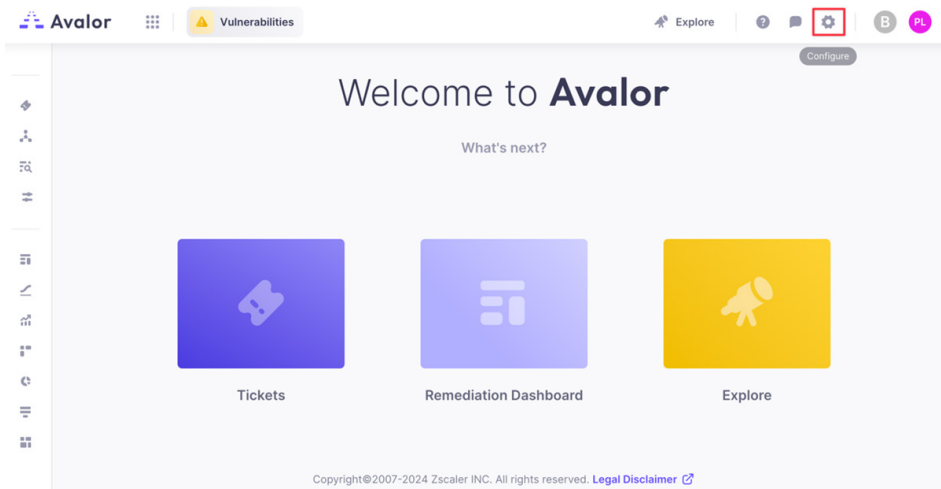 Avalor
Vulnerabilities
Explore
B
PL
Configure
Welcome to Avalor
What's next?
Tickets
Remediation Dashboard
Explore
Copyright©2007-2024 Zscaler INC. All rights reserved. Legal Disclaimer